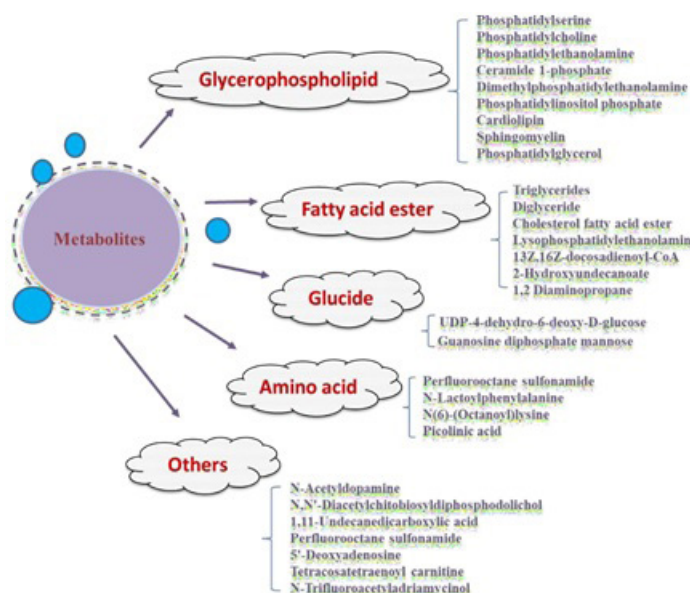 Phosphatidylserine
Phosphatidylcholine
Phosphatidylethanolamine
Ceramide 1-phosphate
Dimethylphosphatidylethanolamine
Phosphatidylinositol phosphate
Cardiolipin
Sphingomyelin
Phosphatidylglycerol
Glycerophospholipid
Fatty acid ester
Triglycerides
Diglyceride
Cholesterol fatty acid ester
Lysophosphatidylethanolamin
13Z,16Z-docosadienoyl-CoA
2-Hydroxyundecanoate
1,2 Diaminopropane
Metabolites
Glucide
UDP-4-dehydro-6-deoxy-D-glucose
Guanosine diphosphate mannose
Amino acid
Perfluorooctane sulfonamide
N-Lactoylphenylalanine
N(6)-(Octanoyl)lysine
Picolinic acid
Others
N-Acetyldopamine
N,N'-Diacetylchitobiosyldiphosphodolichol
1,11-Undecanedicarboxylic acid
Perfluorooctane sulfonamide
5'-Deoxyadenosine
Tetracosatetraenoyl carnitine
N-Trifluoroacetyladriamycinol